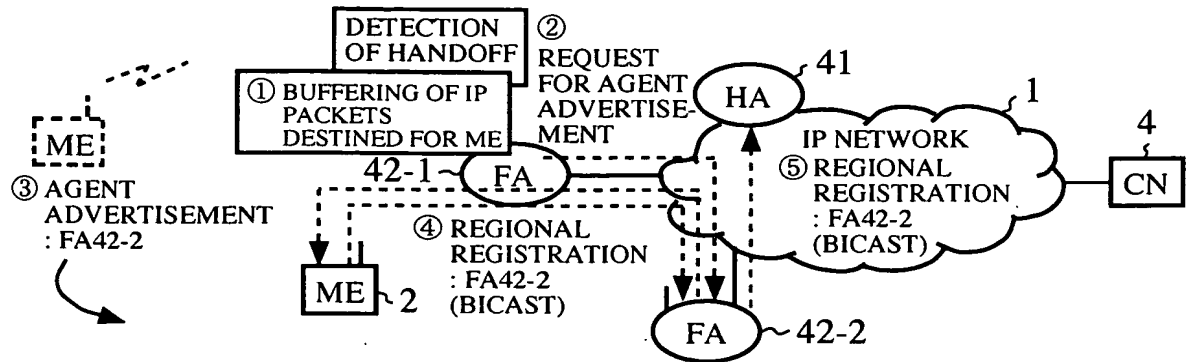 DETECTION
OF HANDOFF
① BUFFERING OF IP
PACKETS
DESTINED FOR ME
②
REQUEST
FOR AGENT
ADVERTISE-
MENT
41
HA
1
IP NETWORK
⑤ REGIONAL
REGISTRATION
: FA42-2
(BICAST)
4
CN
ME
③ AGENT
ADVERTISEMENT
: FA42-2
42-1
FA
④ REGIONAL
REGISTRATION
: FA42-2
(BICAST)
ME
2
FA
42-2